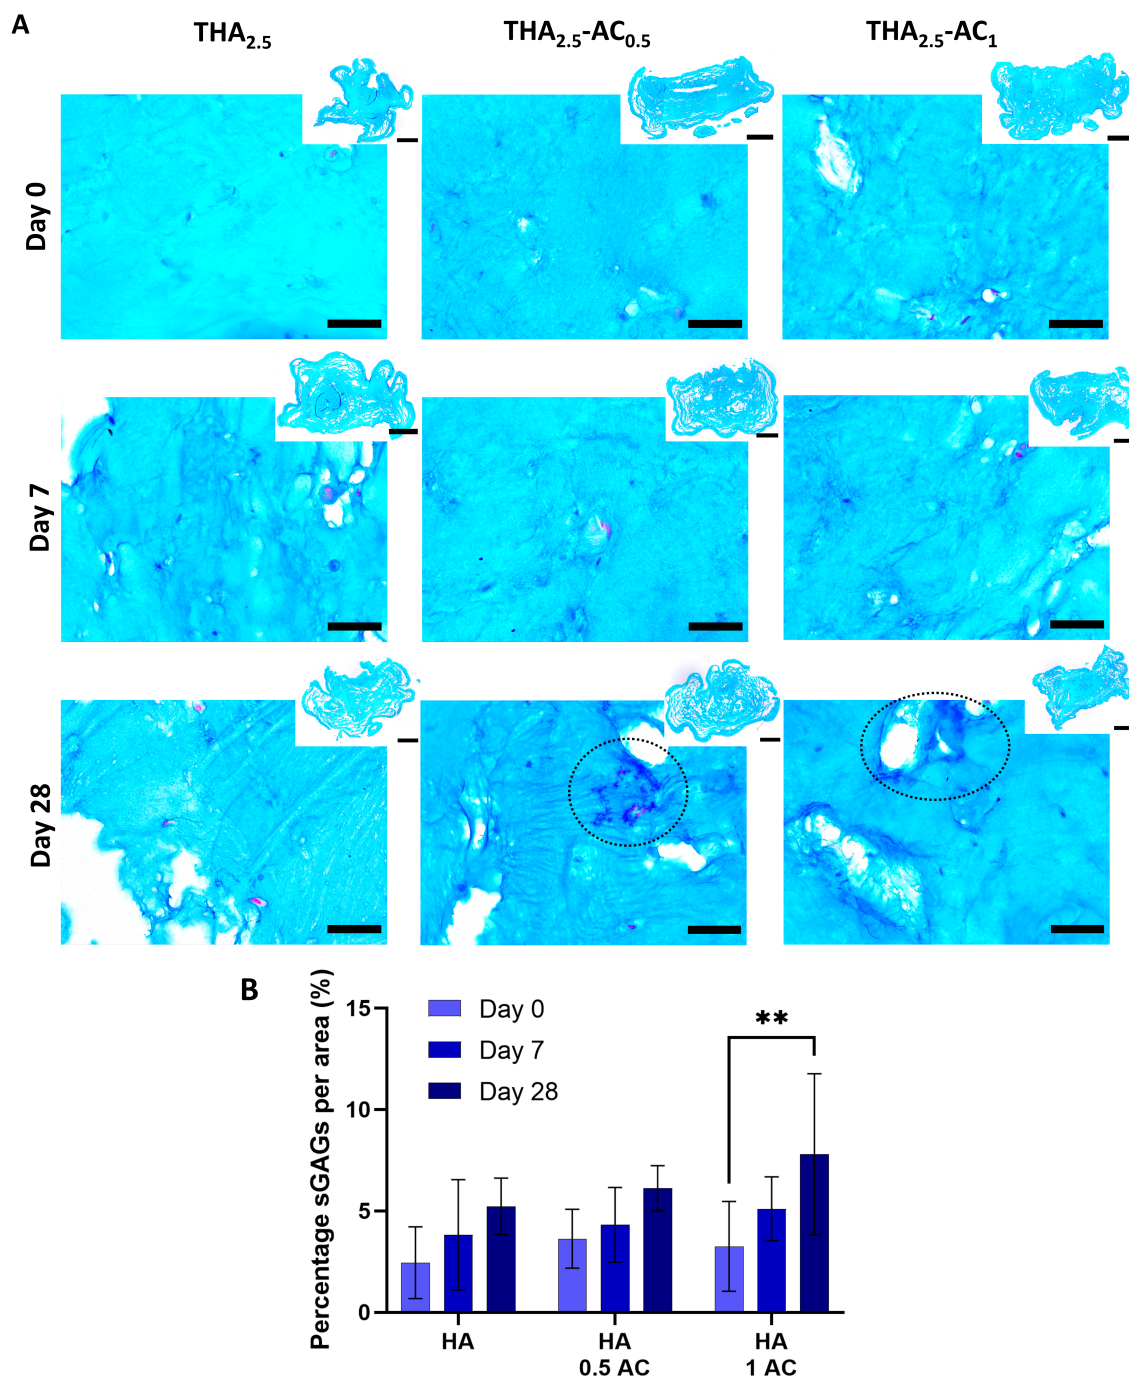 A
THA2.5 THA2.5-AC0.5 THA2.5-AC1
Day 0
Day 7
Day 28
B
Percentage sGAGs per area (%)
15
10
5
0
Day 0
Day 7
Day 28
**
HA HA HA
0.5 AC 1 AC